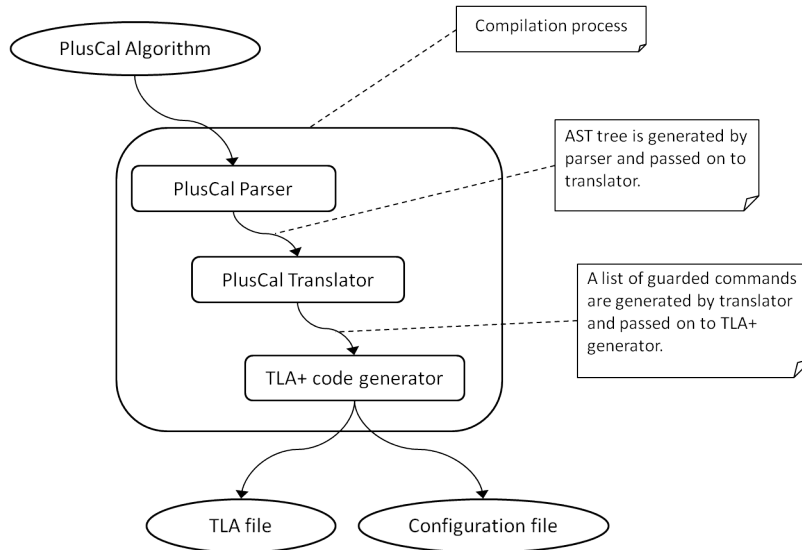 PlusCal Algorithm
Compilation process
AST tree is generated by
parser and passed on to
translator.
PlusCal Parser
PlusCal Translator
A list of guarded commands
are generated by translator
and passed on to TLA+
generator.
TLA+ code generator
TLA file
Configuration file